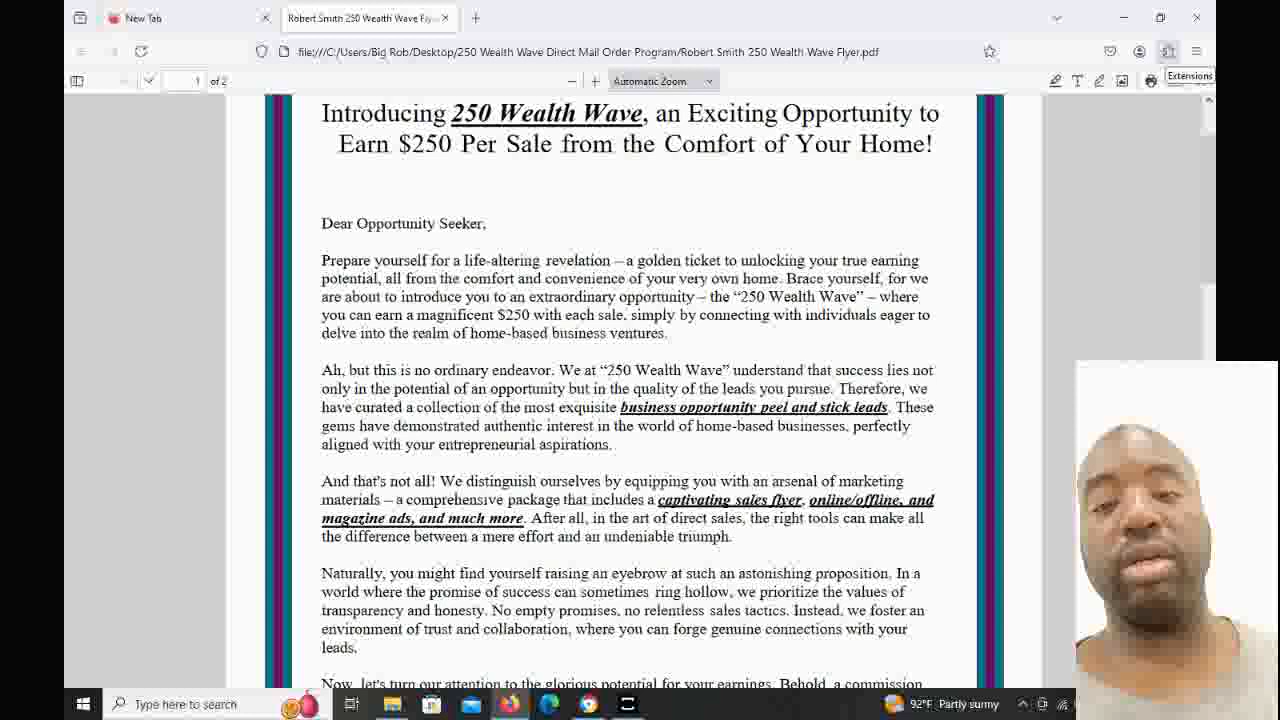 New Tab
Robert Smith 250 Wealth Wave Flye
file:///C:/Users/Big Rob/Desktop/250 Wealth Wave Direct Mail Order Program/Robert Smith 250 Wealth Wave Flyer.pdf
1 of 2
Automatic Zoom
Extensions
Introducing 250 Wealth Wave, an Exciting Opportunity to
Earn $250 Per Sale from the Comfort of Your Home!
Dear Opportunity Seeker,
Prepare yourself for a life-altering revelation – a golden ticket to unlocking your true earning
potential, all from the comfort and convenience of your very own home. Brace yourself, for we
are about to introduce you to an extraordinary opportunity – the “250 Wealth Wave” – where
you can earn a magnificent $250 with each sale, simply by connecting with individuals eager to
delve into the realm of home-based business ventures.
Ah, but this is no ordinary endeavor. We at “250 Wealth Wave” understand that success lies not
only in the potential of an opportunity but in the quality of the leads you pursue. Therefore, we
have curated a collection of the most exquisite business opportunity peel and stick leads. These
gems have demonstrated authentic interest in the world of home-based businesses, perfectly
aligned with your entrepreneurial aspirations.
And that's not all! We distinguish ourselves by equipping you with an arsenal of marketing
materials – a comprehensive package that includes a captivating sales flyer, online/offline, and
magazine ads, and much more. After all, in the art of direct sales, the right tools can make all
the difference between a mere effort and an undeniable triumph.
Naturally, you might find yourself raising an eyebrow at such an astonishing proposition. In a
world where the promise of success can sometimes ring hollow, we prioritize the values of
transparency and honesty. No empty promises, no relentless sales tactics. Instead, we foster an
environment of trust and collaboration, where you can forge genuine connections with your
leads.
Now, let's turn our attention to the glorious potential for your earnings. Behold, a commission
Type here to search
92°F Partly sunny